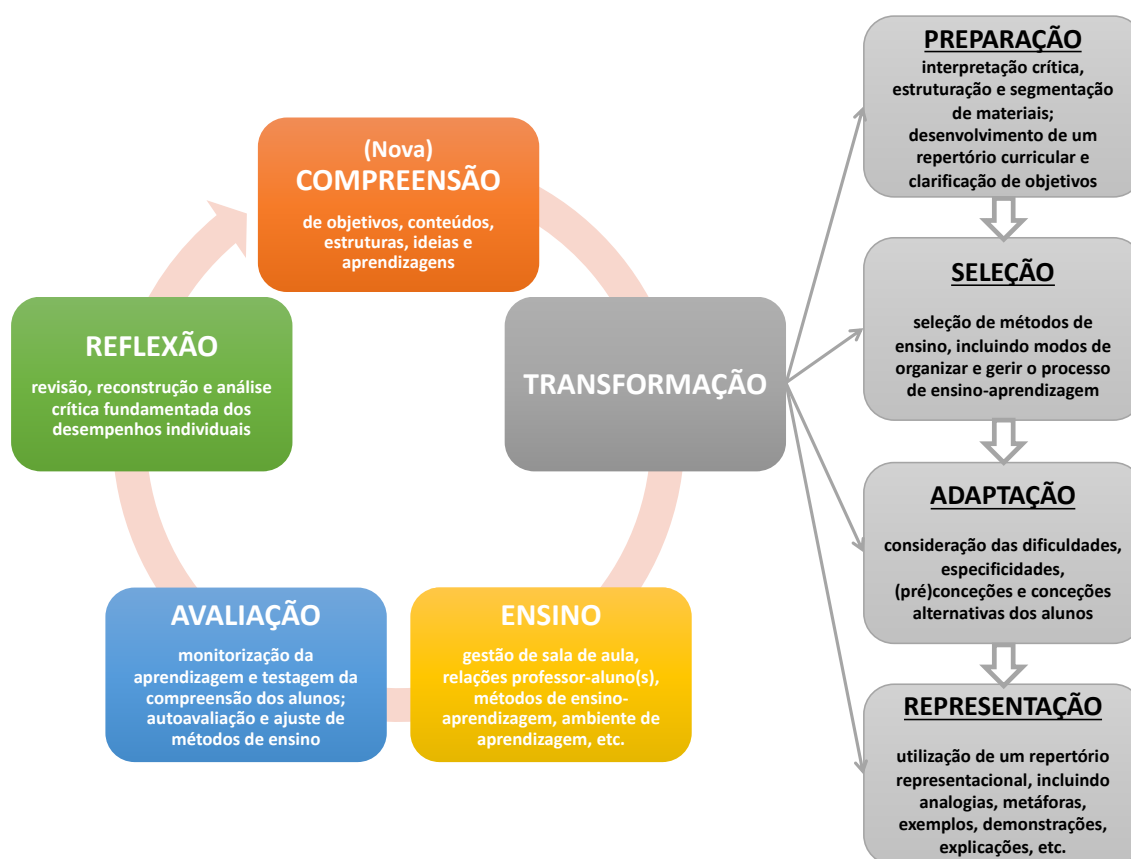 (Nova)
COMPREENSÃO
de objetivos, conteúdos,
estruturas, ideias e
aprendizagens
TRANSFORMAÇÃO
ENSINO
gestão de sala de aula,
relações professor-aluno(s),
métodos de ensino-
aprendizagem, ambiente de
aprendizagem, etc.
AVALIAÇÃO
monitorização da
aprendizagem e testagem da
compreensão dos alunos;
autoavaliação e ajuste de
métodos de ensino
REFLEXÃO
revisão, reconstrução e análise
crítica fundamentada dos
desempenhos individuais
PREPARAÇÃO
interpretação crítica,
estruturação e segmentação
de materiais;
desenvolvimento de um
repertório curricular e
clarificação de objetivos
SELEÇÃO
seleção de métodos de
ensino, incluindo modos de
organizar e gerir o processo
de ensino-aprendizagem
ADAPTAÇÃO
consideração das dificuldades,
especificidades,
(pré)conceções e conceções
alternativas dos alunos
REPRESENTAÇÃO
utilização de um repertório
representacional, incluindo
analogias, metáforas,
exemplos, demonstrações,
explicações, etc.